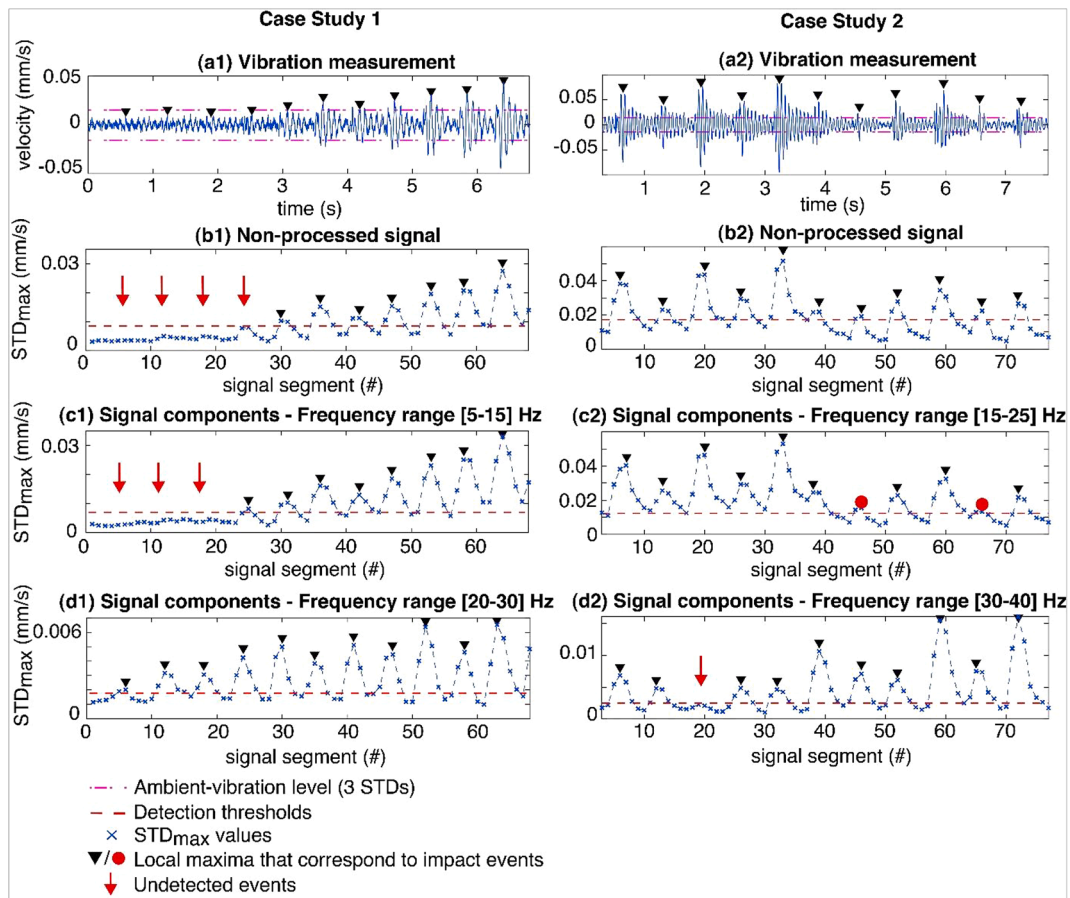 Case Study 1
Case Study 2
(a1) Vibration measurement
(a2) Vibration measurement
velocity (mm/s)
0.05
0
-0.05
0 1 2 3 4 5 6
time (s)
0.05
0
-0.05
1 2 3 4 5 6 7
time (s)
(b1) Non-processed signal
(b2) Non-processed signal
STDmax (mm/s)
0.03
0
0 10 20 30 40 50 60
signal segment (#)
0.04
0.02
0
10 20 30 40 50 60 70
signal segment (#)
(c1) Signal components - Frequency range [5-15] Hz
(c2) Signal components - Frequency range [15-25] Hz
STDmax (mm/s)
0.03
0
0 10 20 30 40 50 60
signal segment (#)
0.04
0.02
0
10 20 30 40 50 60 70
signal segment (#)
(d1) Signal components - Frequency range [20-30] Hz
(d2) Signal components - Frequency range [30-40] Hz
STDmax (mm/s)
0.006
0
0 10 20 30 40 50 60
signal segment (#)
0.01
0
10 20 30 40 50 60 70
signal segment (#)
Ambient-vibration level (3 STDs)
Detection thresholds
STDmax values
/ Local maxima that correspond to impact events
Undetected events